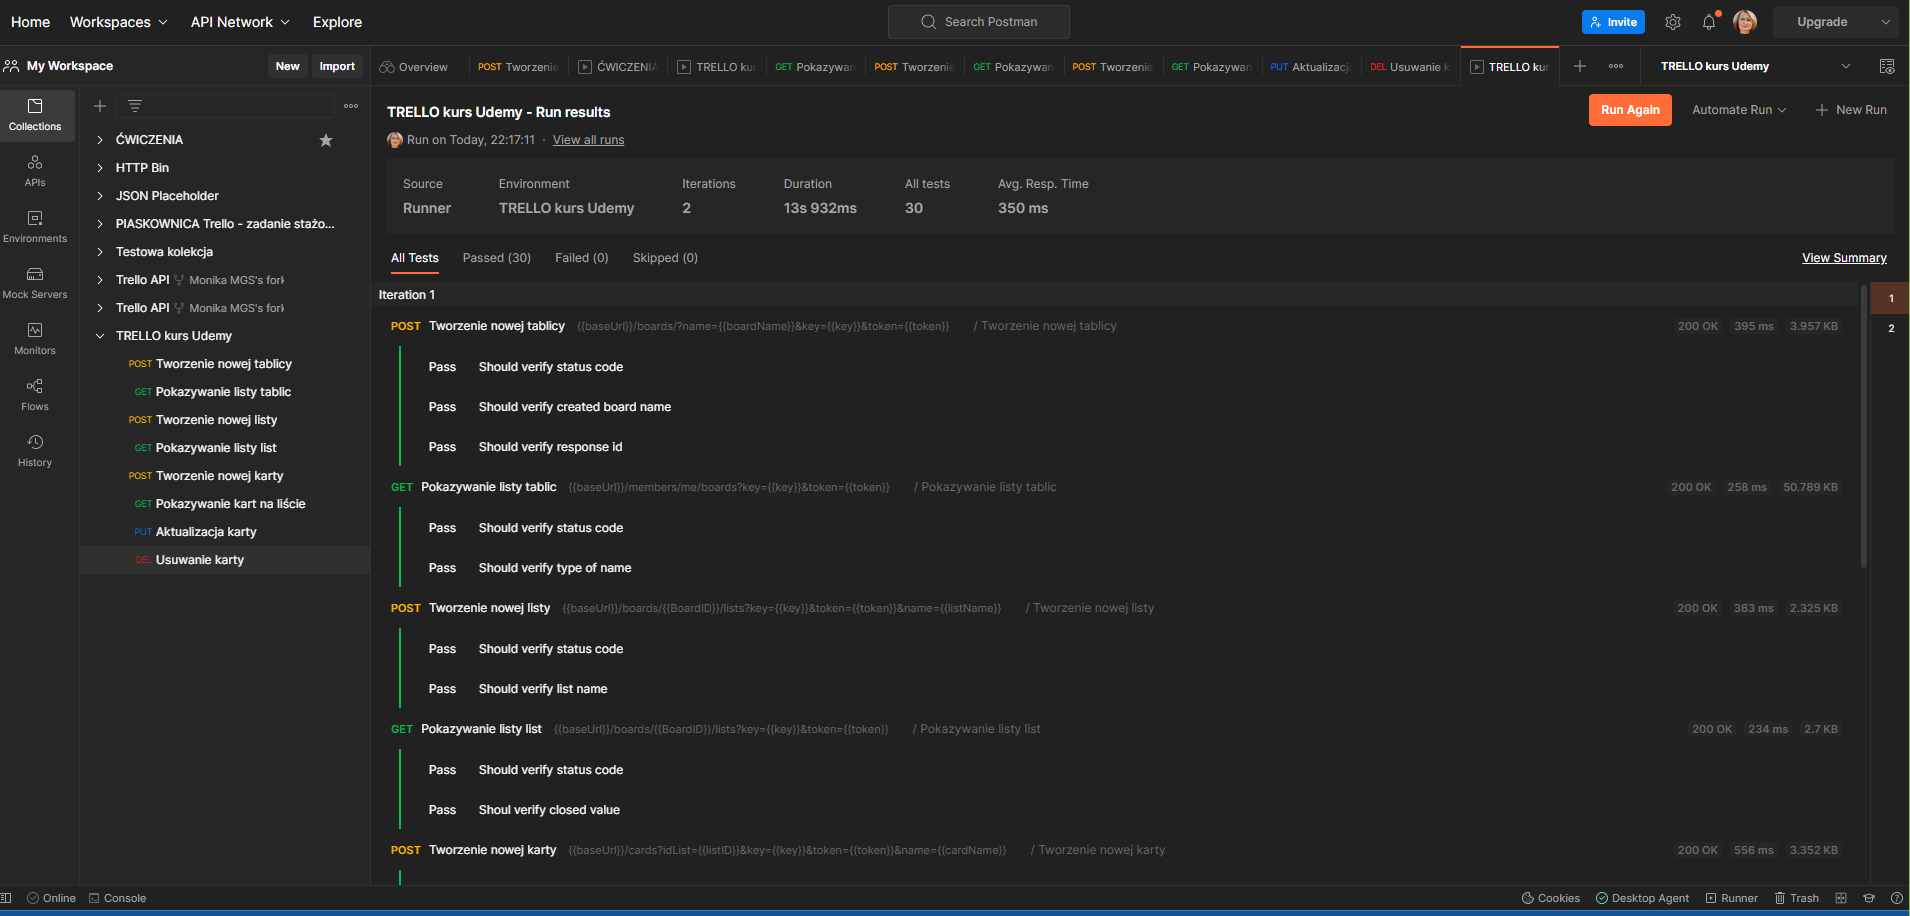 Home Workspaces API Network Explore Search Postman Invite Upgrade
My Workspace New Import Overview POST Tworzenie ĆWICZENIA TRELLO kur GET Pokazywan POST Tworzenie GET Pokazywan POST Tworzenie GET Pokazywan PUT Aktualizacja DEL Usuwanie k TRELLO kur TRELLO kurs Udemy
Collections
APIs
Environments
Mock Servers
Monitors
Flows
History
ĆWICZENIA
HTTP Bin
JSON Placeholder
PIASKOWNICA Trello - zadanie stażo...
Testowa kolekcja
Trello API Monika MGS's fork
Trello API Monika MGS's fork
TRELLO kurs Udemy
POST Tworzenie nowej tablicy
GET Pokazywanie listy tablic
POST Tworzenie nowej listy
GET Pokazywanie listy list
POST Tworzenie nowej karty
GET Pokazywanie kart na liście
PUT Aktualizacja karty
DEL Usuwanie karty
TRELLO kurs Udemy - Run results
Run Again Automate Run New Run
Run on Today, 22:17:11 · View all runs
Source Environment Iterations Duration All tests Avg. Resp. Time
Runner TRELLO kurs Udemy 2 13s 932ms 30 350 ms
All Tests Passed (30) Failed (0) Skipped (0) View Summary
Iteration 1
1
2
POST Tworzenie nowej tablicy {{baseUrl}}/boards/?name={{boardName}}&key={{key}}&token={{token}} / Tworzenie nowej tablicy 200 OK 395 ms 3.957 KB
Pass Should verify status code
Pass Should verify created board name
Pass Should verify response id
GET Pokazywanie listy tablic {{baseUrl}}/members/me/boards?key={{key}}&token={{token}} / Pokazywanie listy tablic 200 OK 258 ms 50.789 KB
Pass Should verify status code
Pass Should verify type of name
POST Tworzenie nowej listy {{baseUrl}}/boards/{{BoardID}}/lists?key={{key}}&token={{token}}&name={{listName}} / Tworzenie nowej listy 200 OK 363 ms 2.325 KB
Pass Should verify status code
Pass Should verify list name
GET Pokazywanie listy list {{baseUrl}}/boards/{{BoardID}}/lists?key={{key}}&token={{token}} / Pokazywanie listy list 200 OK 234 ms 2.7 KB
Pass Should verify status code
Pass Shoul verify closed value
POST Tworzenie nowej karty {{baseUrl}}/cards?idList={{listID}}&key={{key}}&token={{token}}&name={{cardName}} / Tworzenie nowej karty 200 OK 556 ms 3.352 KB
Online Console Cookies Desktop Agent Runner Trash